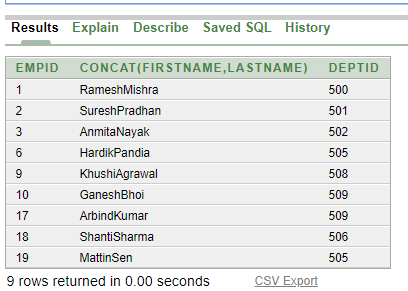 Results Explain Describe Saved SQL History
EMPID CONCAT(FIRSTNAME,LASTNAME) DEPTID
1 RameshMishra 500
2 SureshPradhan 501
3 AnmitaNayak 502
6 HardikPandia 505
9 KhushiAgrawal 508
10 GaneshBhoi 509
17 ArbindKumar 509
18 ShantiSharma 506
19 MattinSen 505
9 rows returned in 0.00 seconds CSV Export